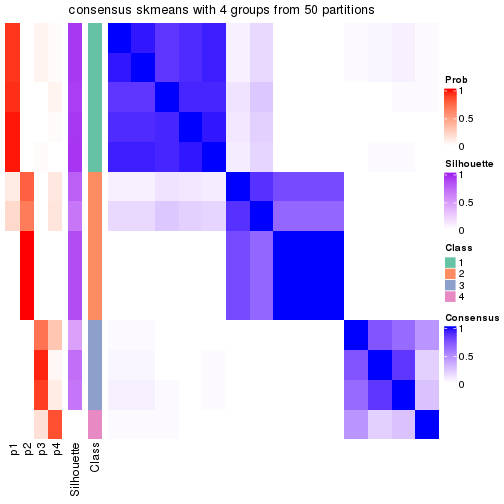 consensus skmeans with 4 groups from 50 partitions
Prob
1
0.5
0
Silhouette
1
0.5
0
Class
1
2
3
4
Consensus
1
0.5
0
p1
p2
p3
p4
Silhouette
Class